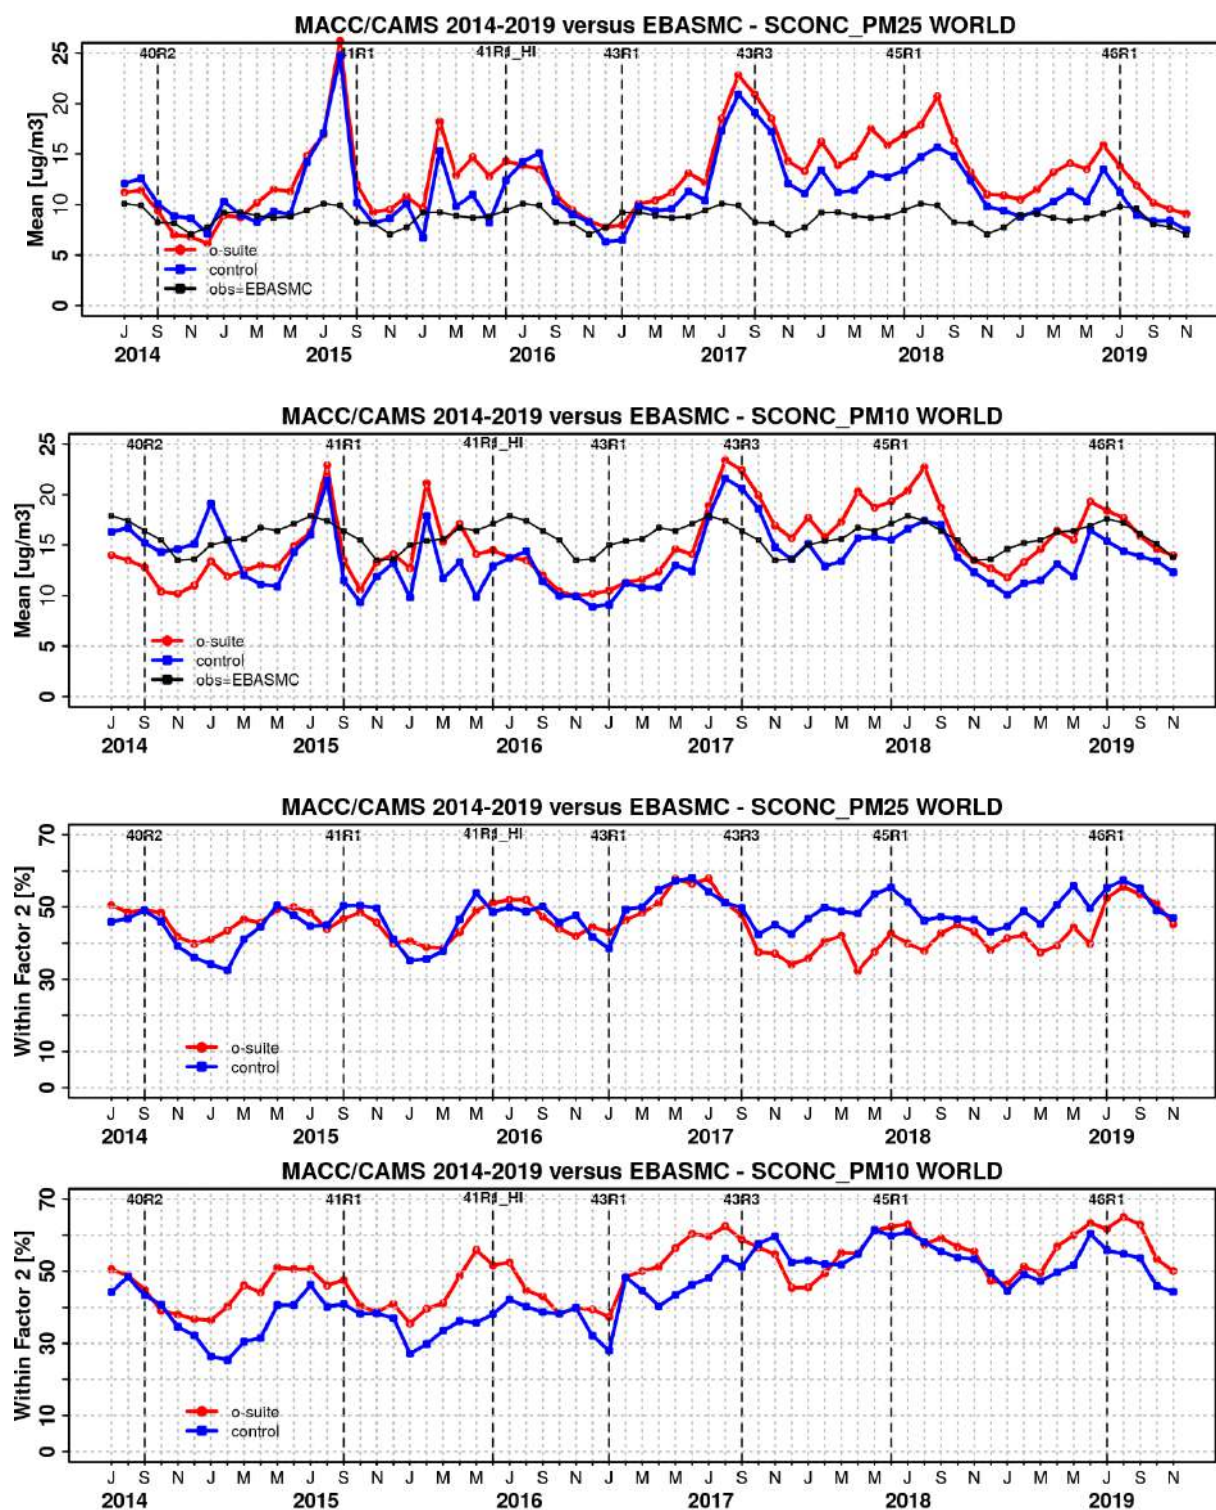 MACC/CAMS 2014-2019 versus EBASMC - SCONC_PM25 WORLD
Mean [ug/m3]
25
20
15
10
5
0
40R2 41R1 41R1_HI 43R1 43R3 45R1 46R1
o-suite
control
obs=EBASMC
J S N J M M J S N J M M J S N J M M J S N J M M J S N J M M J S N
2014 2015 2016 2017 2018 2019
MACC/CAMS 2014-2019 versus EBASMC - SCONC_PM10 WORLD
Mean [ug/m3]
25
20
15
10
5
0
40R2 41R1 41R1_HI 43R1 43R3 45R1 46R1
o-suite
control
obs=EBASMC
J S N J M M J S N J M M J S N J M M J S N J M M J S N J M M J S N
2014 2015 2016 2017 2018 2019
MACC/CAMS 2014-2019 versus EBASMC - SCONC_PM25 WORLD
Within Factor 2 [%]
70
50
30
10
0
40R2 41R1 41R1_HI 43R1 43R3 45R1 46R1
o-suite
control
J S N J M M J S N J M M J S N J M M J S N J M M J S N J M M J S N
2014 2015 2016 2017 2018 2019
MACC/CAMS 2014-2019 versus EBASMC - SCONC_PM10 WORLD
Within Factor 2 [%]
70
50
30
10
0
40R2 41R1 41R1_HI 43R1 43R3 45R1 46R1
o-suite
control
J S N J M M J S N J M M J S N J M M J S N J M M J S N J M M J S N
2014 2015 2016 2017 2018 2019